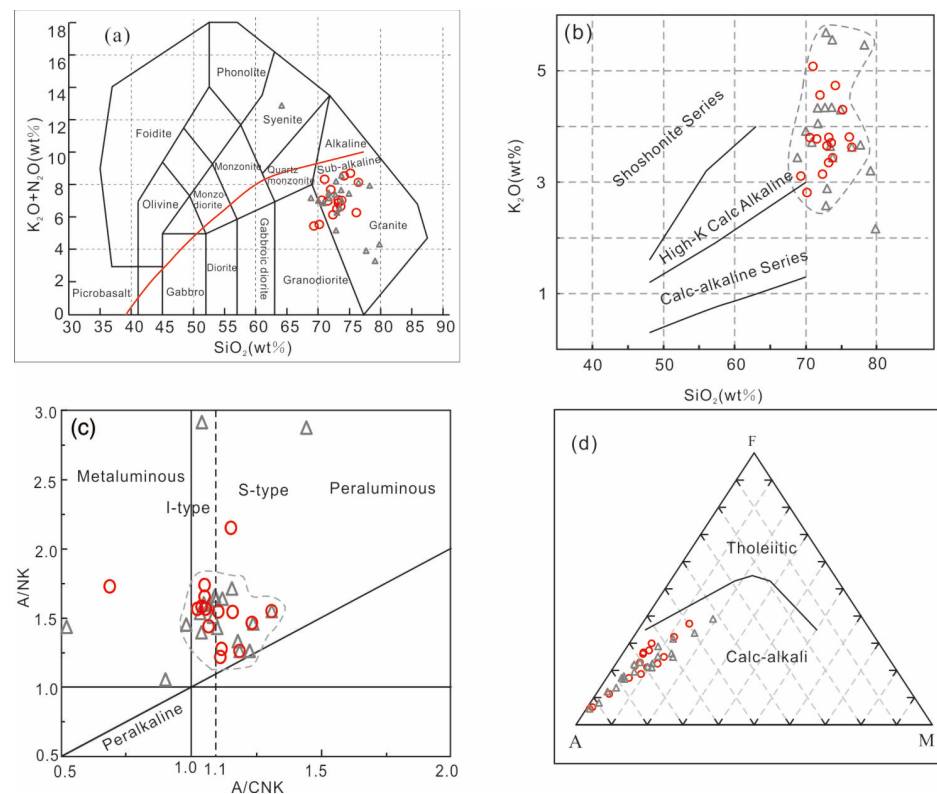 (a)
K₂O+N₂O(wt%)
18
16
14
12
10
8
6
4
2
0
Phonolite
Syenite
Foidite
Alkaline
Monzonite
Sub-alkaline
Quartz
monzonite
Olivine
Monzo
diorite
Granite
Diorite
Gabbroic diorite
Granodiorite
Picrobasalt
Gabbro
30 35 40 45 50 55 60 65 70 75 80 85 90
SiO₂(wt%)
(b)
K₂O(wt%)
5
3
1
Shoshonite Series
High-K Calc Alkaline
Calc-alkaline Series
40 50 60 70 80
SiO₂(wt%)
(c)
A/NK
3.0
2.5
2.0
1.5
1.0
0.5
Metaluminous
S-type
Peraluminous
I-type
Peralkaline
0.5 1.0 1.1 1.5 2.0
A/CNK
(d)
F
Tholeiitic
Calc-alkali
A M